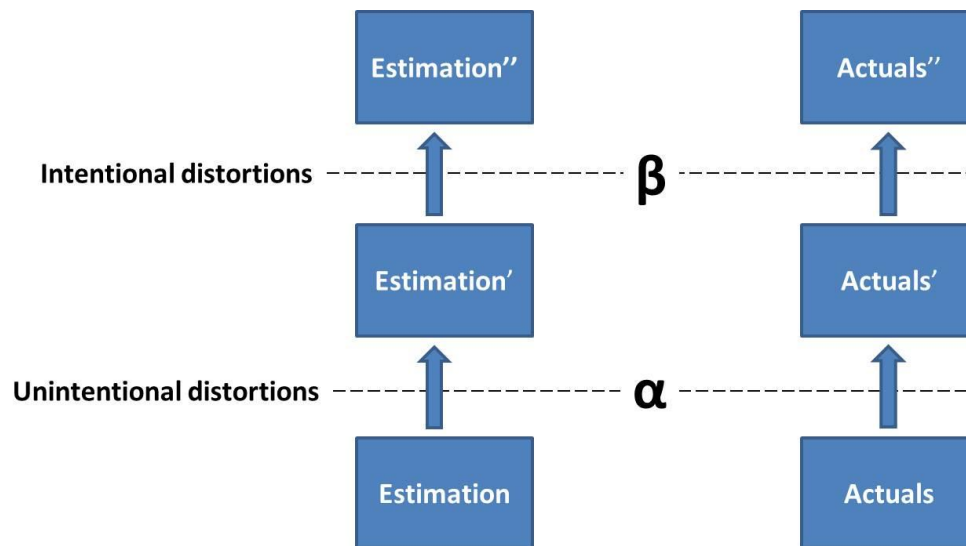 Estimation’’ Actuals’’
Intentional distortions β
Estimation’ Actuals’
Unintentional distortions α
Estimation Actuals